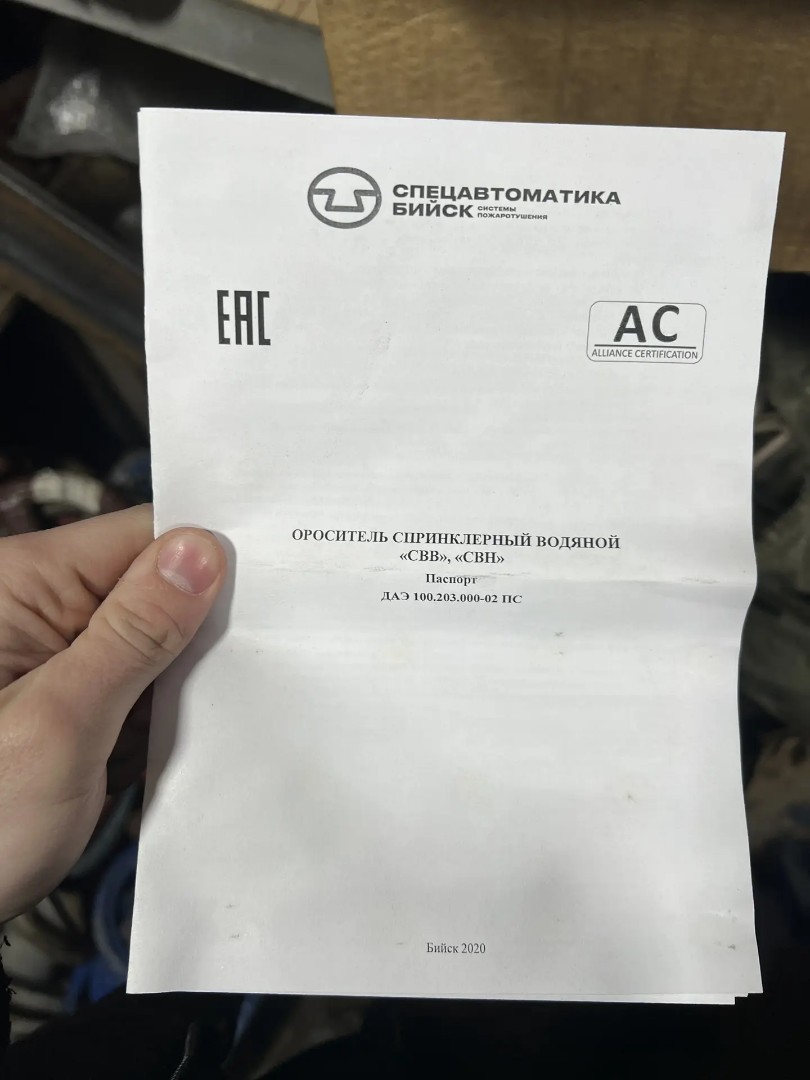 СПЕЦАВТОМАТИКА
БИЙСК СИСТЕМЫ
ПОЖАРОТУШЕНИЯ
ЕАС
АС
ALLIANCE CERTIFICATION
ОРОСИТЕЛЬ СПРИНКЛЕРНЫЙ ВОДЯНОЙ
«СВВ», «СВН»
Паспорт
ДАЭ 100.203.000-02 ПС
Бийск 2020